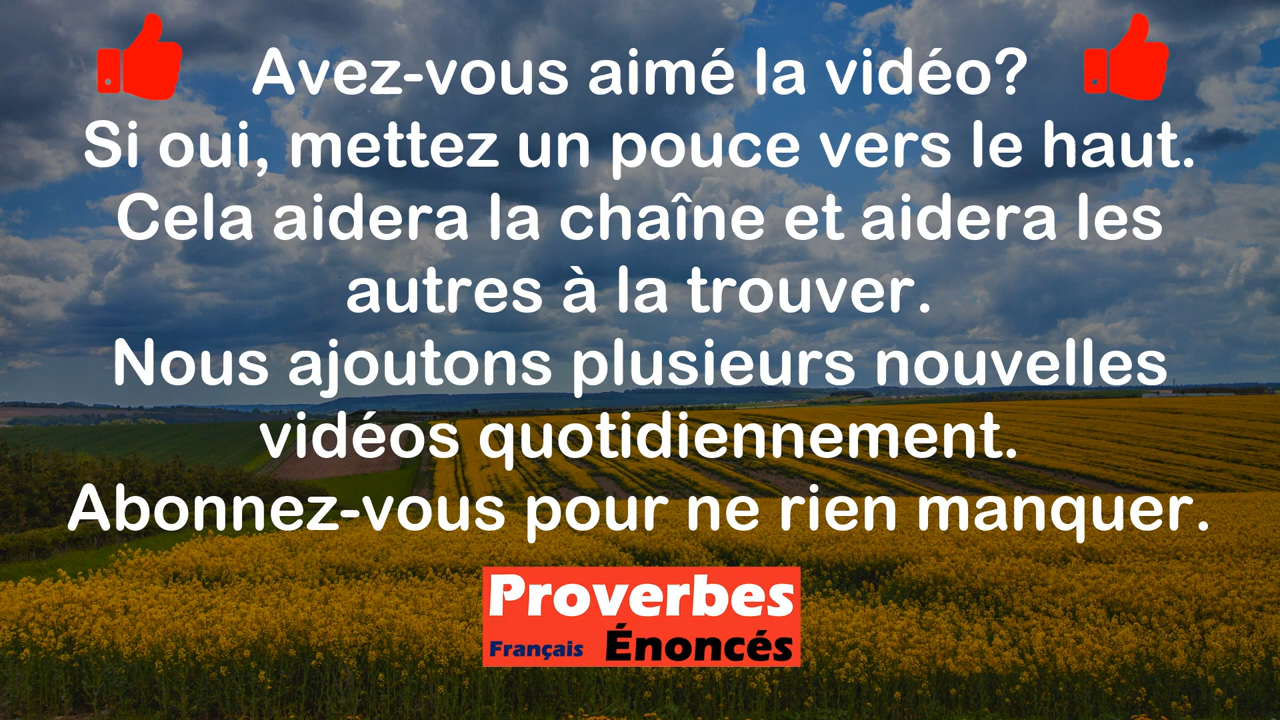 Avez-vous aimé la vidéo?
Si oui, mettez un pouce vers le haut.
Cela aidera la chaîne et aidera les
autres à la trouver.
Nous ajoutons plusieurs nouvelles
vidéos quotidiennement.
Abonnez-vous pour ne rien manquer.
Proverbes
Français Énoncés